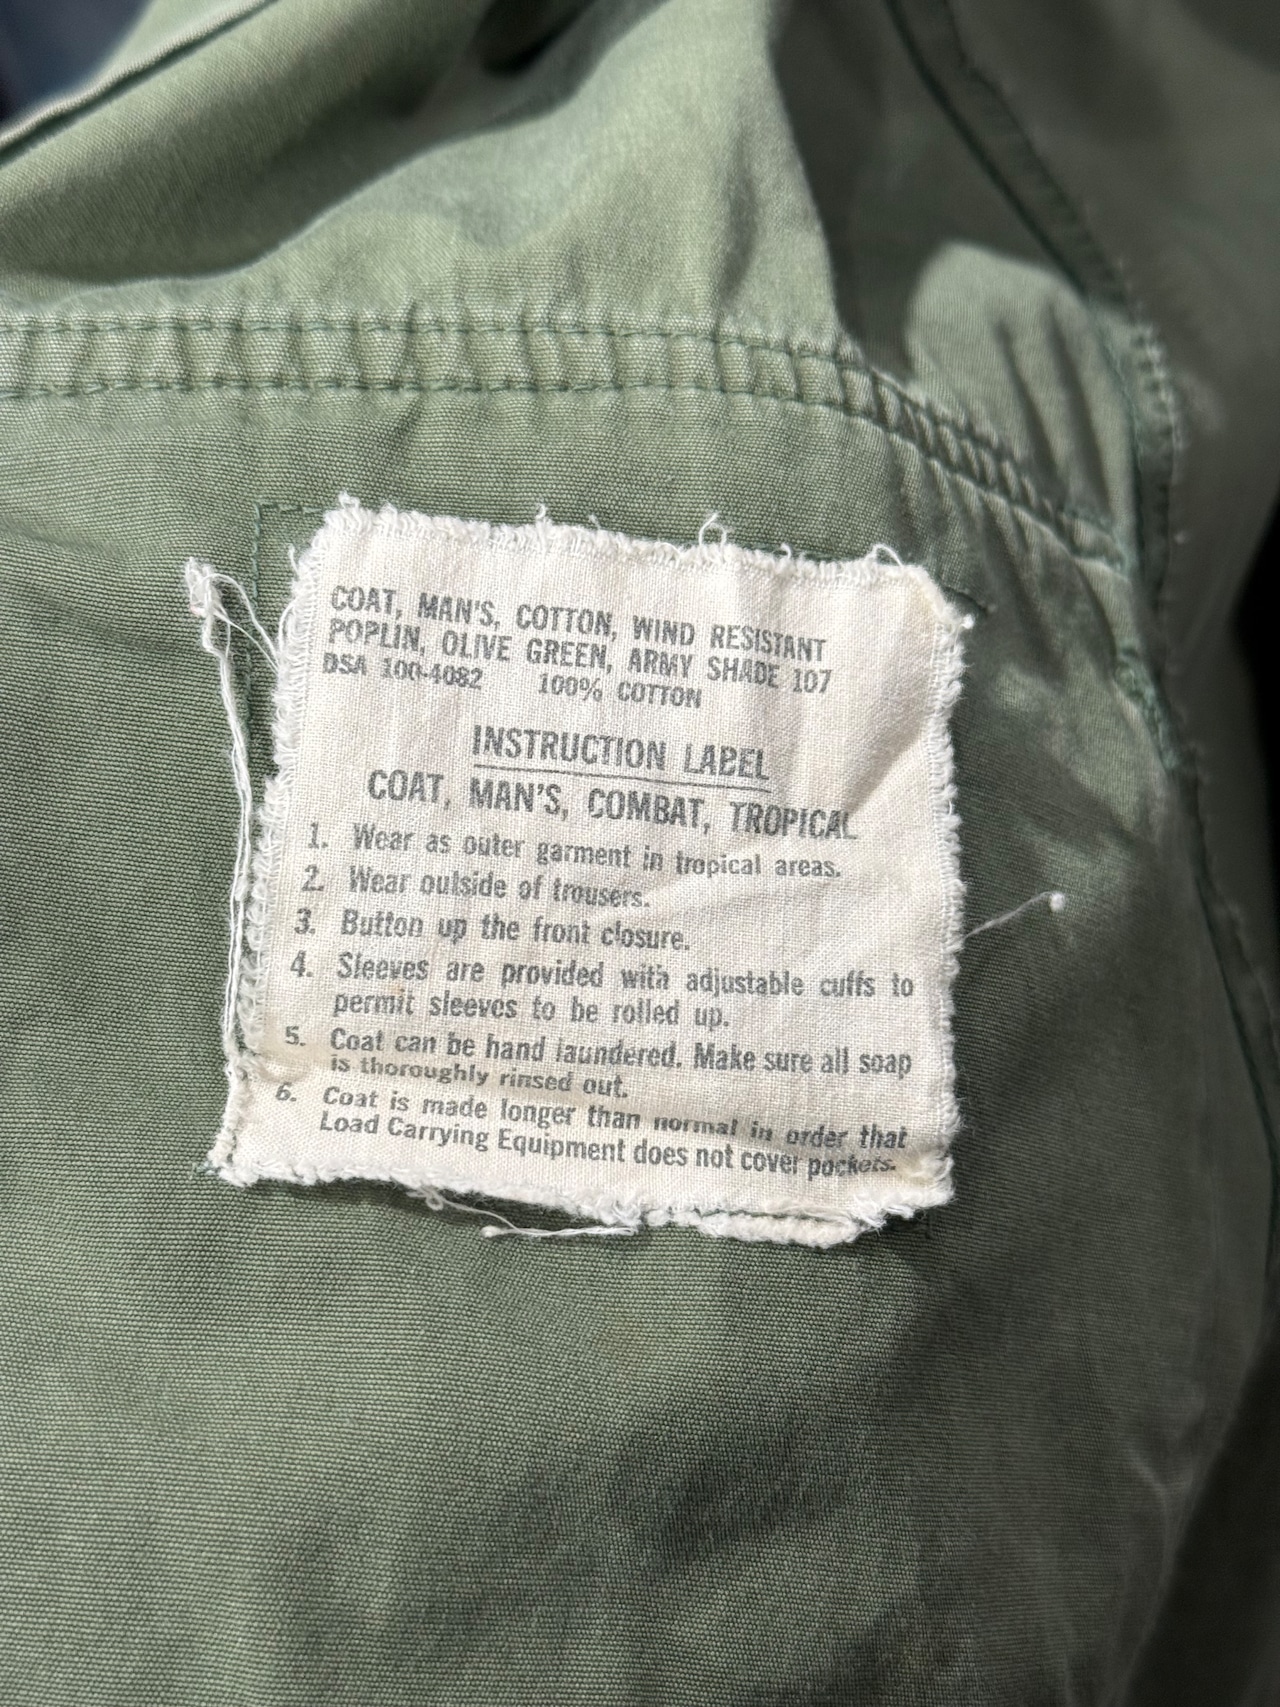 COAT, MAN'S, COTTON, WIND RESISTANT
POPLIN, OLIVE GREEN, ARMY SHADE 107
DSA 100-4082 100% COTTON
INSTRUCTION LABEL
COAT, MAN'S, COMBAT, TROPICAL
1. Wear as outer garment in tropical areas.
2. Wear outside of trousers.
3. Button up the front closure.
4. Sleeves are provided with adjustable cuffs to
permit sleeves to be rolled up.
5. Coat can be hand laundered. Make sure all soap
is thoroughly rinsed out.
6. Coat is made longer than normal in order that
Load Carrying Equipment does not cover pockets.